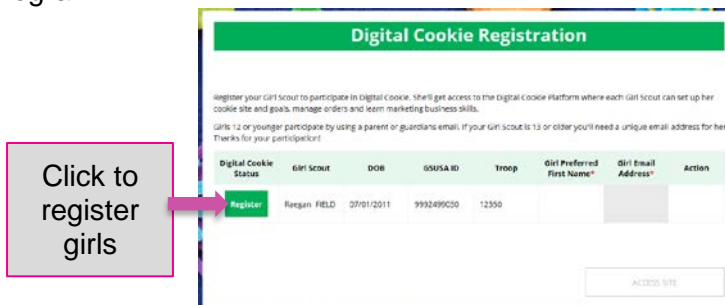 Digital Cookie Registration
Register your Girl Scout to participate in Digital Cookie. She'll get access to the Digital Cookie Platform where each Girl Scout can set up her
cookie site and goals, manage orders and learn marketing business skills.
Girls 12 or younger participate by using a parent or guardians email. If your Girl Scout is 13 or older you'll need a unique email address for her
Thanks for your participation!
Digital Cookie Status Girl Scout DOB GSUSA ID Troop Girl Preferred First Name* Girl Email Address* Action
Register Reegan FIELD 07/01/2011 9992499030 12350
Click to
register
girls
ACCESS SITE